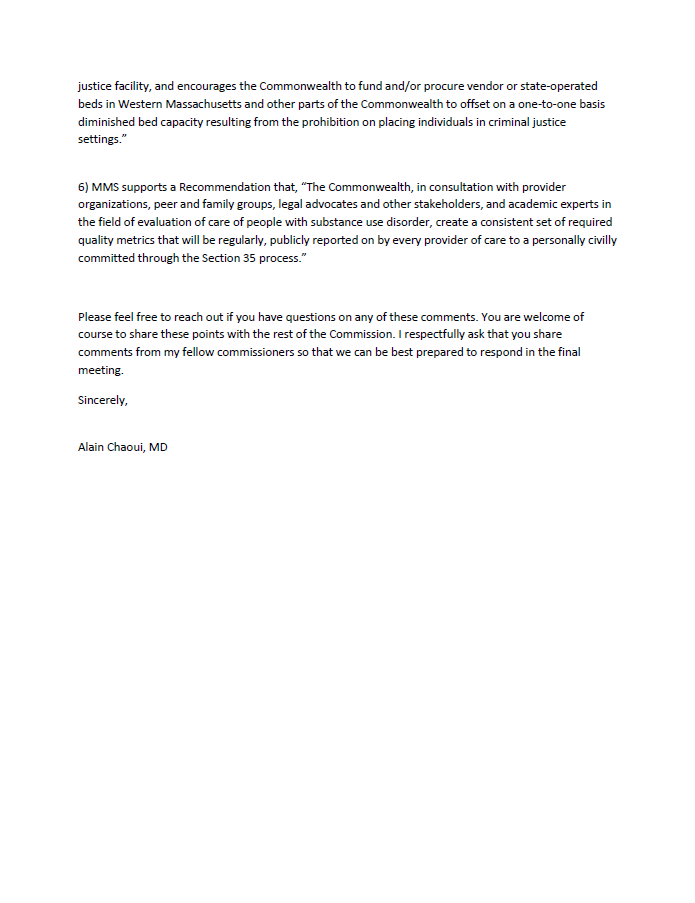 justice facility, and encourages the Commonwealth to fund and/or procure vendor or state-operated
beds in Western Massachusetts and other parts of the Commonwealth to offset on a one-to-one basis
diminished bed capacity resulting from the prohibition on placing individuals in criminal justice
settings.”
6) MMS supports a Recommendation that, “The Commonwealth, in consultation with provider
organizations, peer and family groups, legal advocates and other stakeholders, and academic experts in
the field of evaluation of care of people with substance use disorder, create a consistent set of required
quality metrics that will be regularly, publicly reported on by every provider of care to a personally civilly
committed through the Section 35 process.”
Please feel free to reach out if you have questions on any of these comments. You are welcome of
course to share these points with the rest of the Commission. I respectfully ask that you share
comments from my fellow commissioners so that we can be best prepared to respond in the final
meeting.
Sincerely,
Alain Chaoui, MD